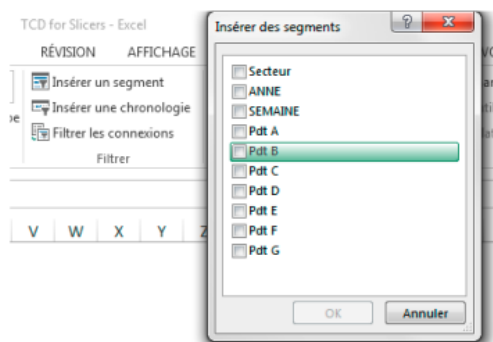 TCD for Slicers - Excel
RÉVISION AFFICHAGE
Insérer un segment
Insérer une chronologie
Filtrer les connexions
Filtrer
V W X Y Z
Insérer des segments
Secteur
ANNE
SEMAINE
Pdt A
Pdt B
Pdt C
Pdt D
Pdt E
Pdt F
Pdt G
OK Annuler